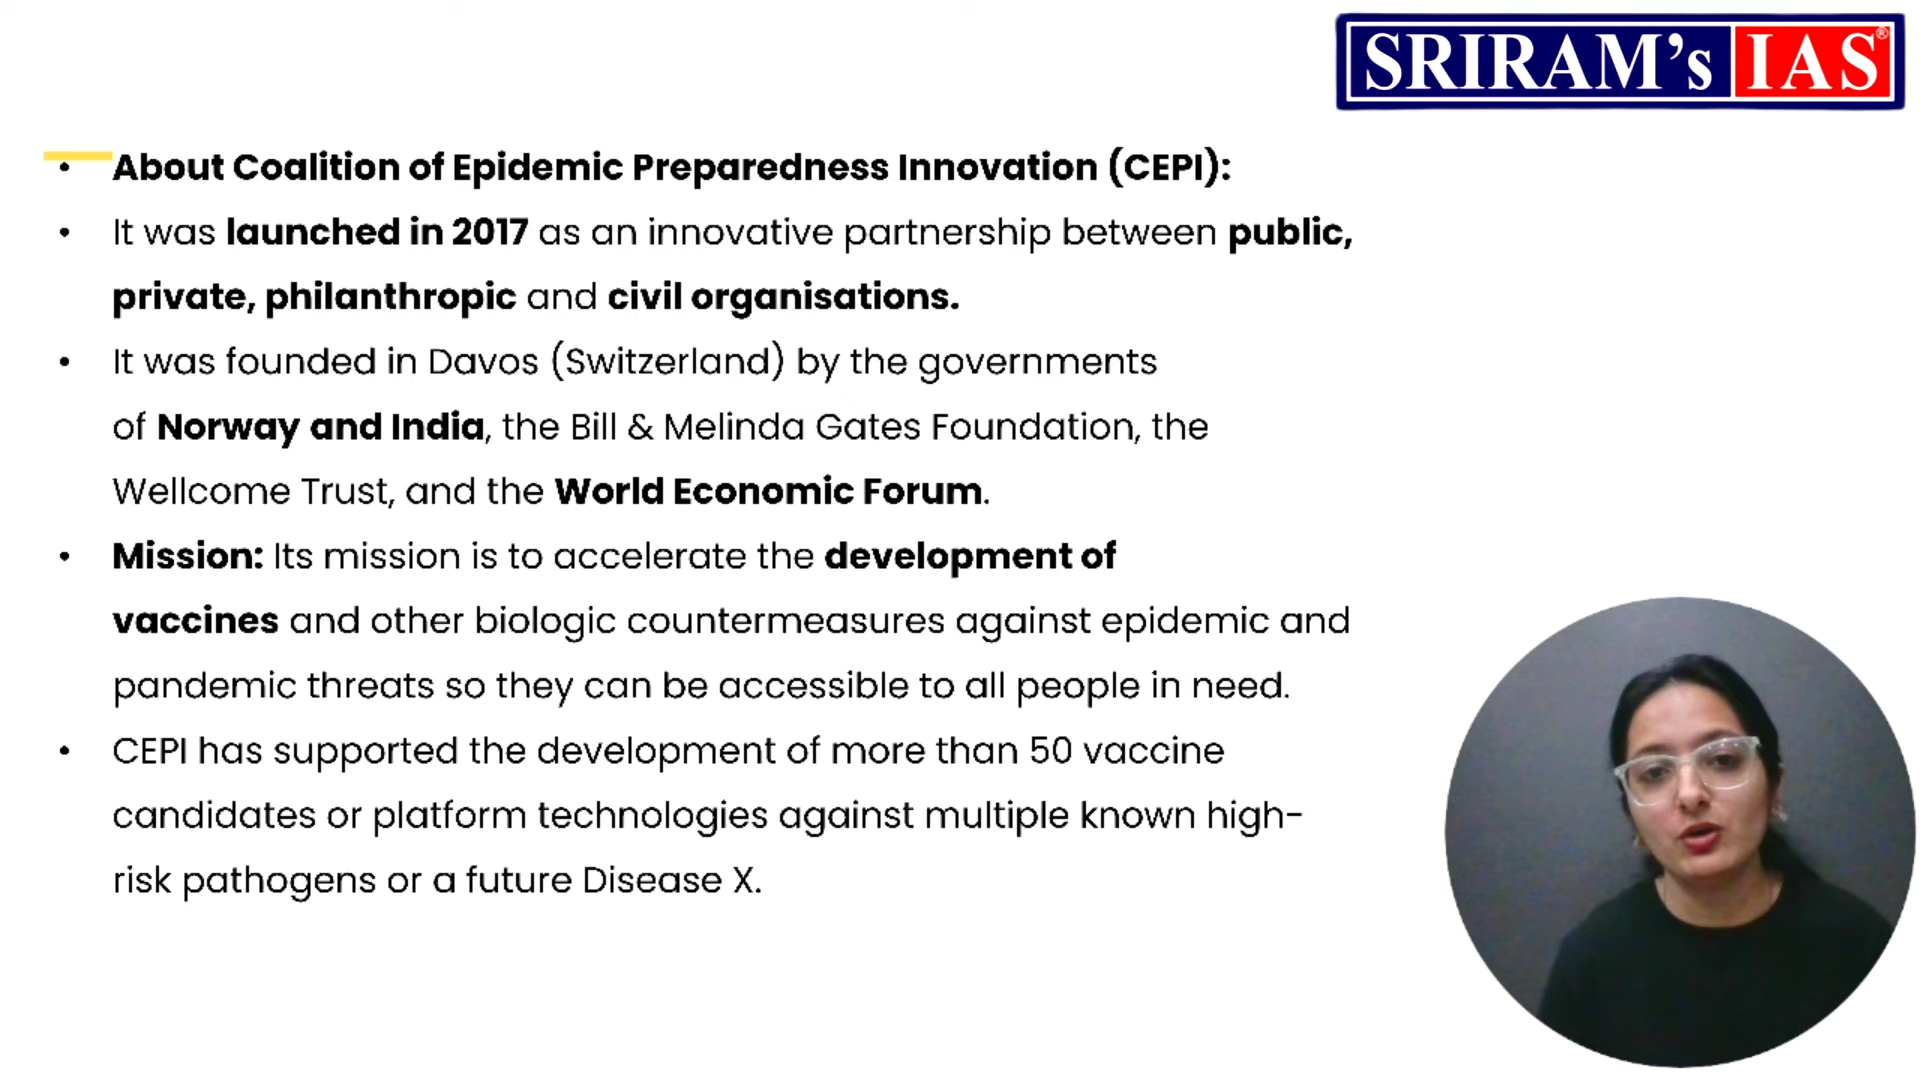 SRIRAM's IAS®
• About Coalition of Epidemic Preparedness Innovation (CEPI):
• It was launched in 2017 as an innovative partnership between public,
private, philanthropic and civil organisations.
• It was founded in Davos (Switzerland) by the governments
of Norway and India, the Bill & Melinda Gates Foundation, the
Wellcome Trust, and the World Economic Forum.
• Mission: Its mission is to accelerate the development of
vaccines and other biologic countermeasures against epidemic and
pandemic threats so they can be accessible to all people in need.
• CEPI has supported the development of more than 50 vaccine
candidates or platform technologies against multiple known high-
risk pathogens or a future Disease X.